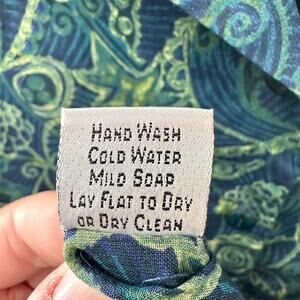 Hand Wash
Cold Water
Mild Soap
Lay Flat to Dry
or Dry Clean